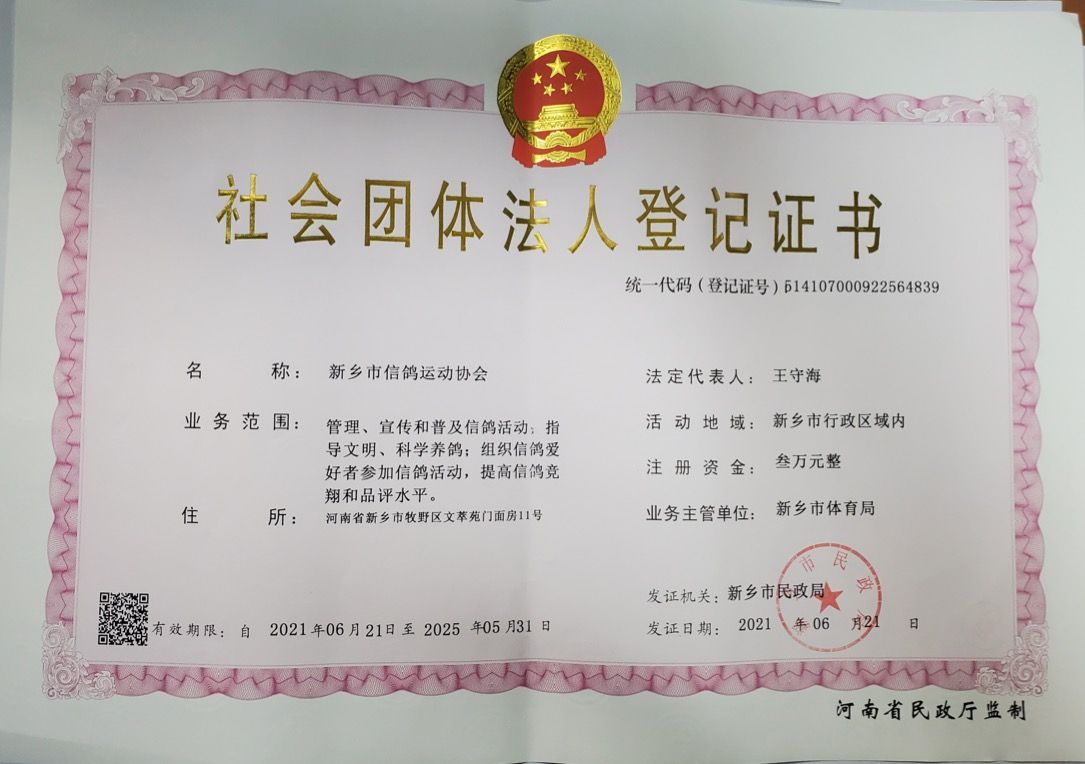 社会团体法人登记证书
统一代码(登记证号)514107000922564839
名称：新乡市信鸽运动协会
业务范围：管理、宣传和普及信鸽活动；指
导文明、科学养鸽；组织信鸽爱
好者参加信鸽活动，提高信鸽竞
翔和品评水平。
住所：河南省新乡市牧野区文萃苑门面房11号
法定代表人：王守海
活动地域：新乡市行政区域内
注册资金：叁万元整
业务主管单位：新乡市体育局
发证机关：新乡市民政局
发证日期：2021年06月21日
有效期限：自2021年06月21日至2025年05月31日
市民政
河南省民政厅监制